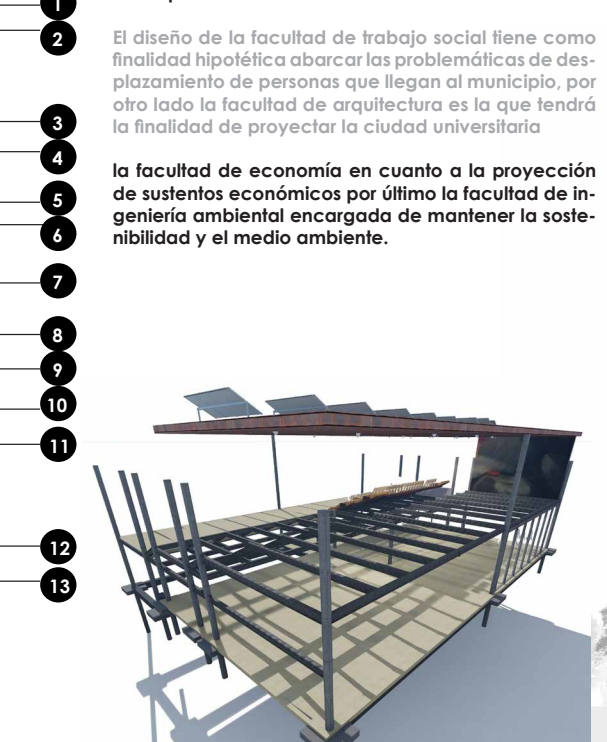 1
2
El diseño de la facultad de trabajo social tiene como
finalidad hipotética abarcar las problemáticas de des-
plazamiento de personas que llegan al municipio, por
otro lado la facultad de arquitectura es la que tendrá
la finalidad de proyectar la ciudad universitaria
3
4
la facultad de economía en cuanto a la proyección
de sustentos económicos por último la facultad de in-
geniería ambiental encargada de mantener la soste-
nibilidad y el medio ambiente.
5
6
7
8
9
10
11
12
13